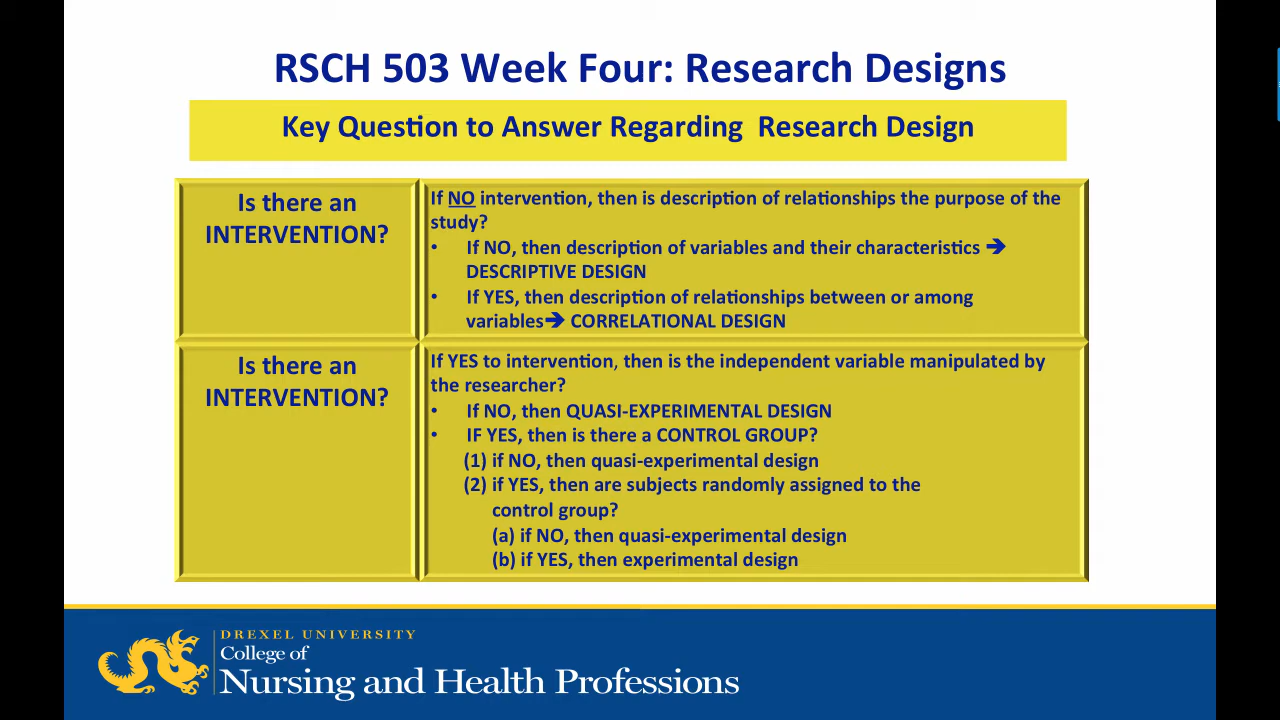 RSCH 503 Week Four: Research Designs
Key Question to Answer Regarding  Research Design
Is there an
INTERVENTION?
If NO intervention, then is description of relationships the purpose of the
study?
• If NO, then description of variables and their characteristics ➔
DESCRIPTIVE DESIGN
• If YES, then description of relationships between or among
variables➔ CORRELATIONAL DESIGN
Is there an
INTERVENTION?
If YES to intervention, then is the independent variable manipulated by
the researcher?
• If NO, then QUASI-EXPERIMENTAL DESIGN
• IF YES, then is there a CONTROL GROUP?
(1) if NO, then quasi-experimental design
(2) if YES, then are subjects randomly assigned to the
control group?
(a) if NO, then quasi-experimental design
(b) if YES, then experimental design
DREXEL UNIVERSITY
College of
Nursing and Health Professions